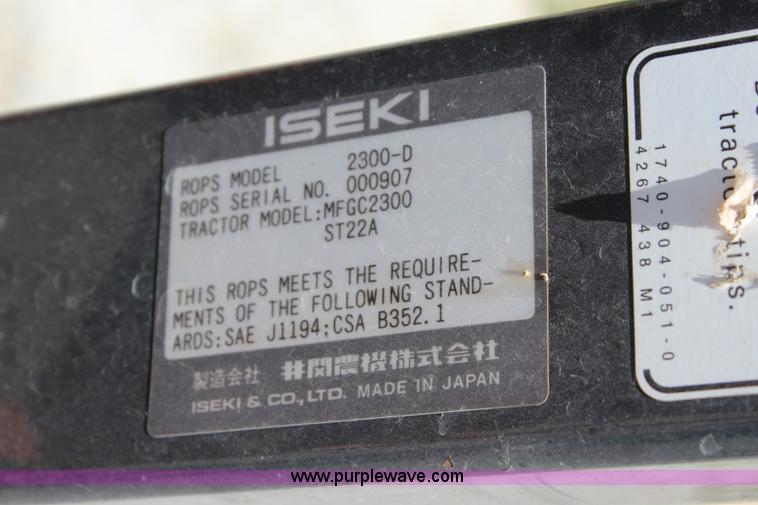 ISEKI
ROPS MODEL 2300-D
ROPS SERIAL NO. 000907
TRACTOR MODEL:MFGC2300
ST22A
THIS ROPS MEETS THE REQUIRE-
MENTS OF THE FOLLOWING STAND-
ARDS:SAE J1194;CSA B352.1
製造会社 井関農機株式会社
ISEKI & CO.,LTD. MADE IN JAPAN
tips.
1740-904-051-0
4267 438 M1
www.purplewave.com